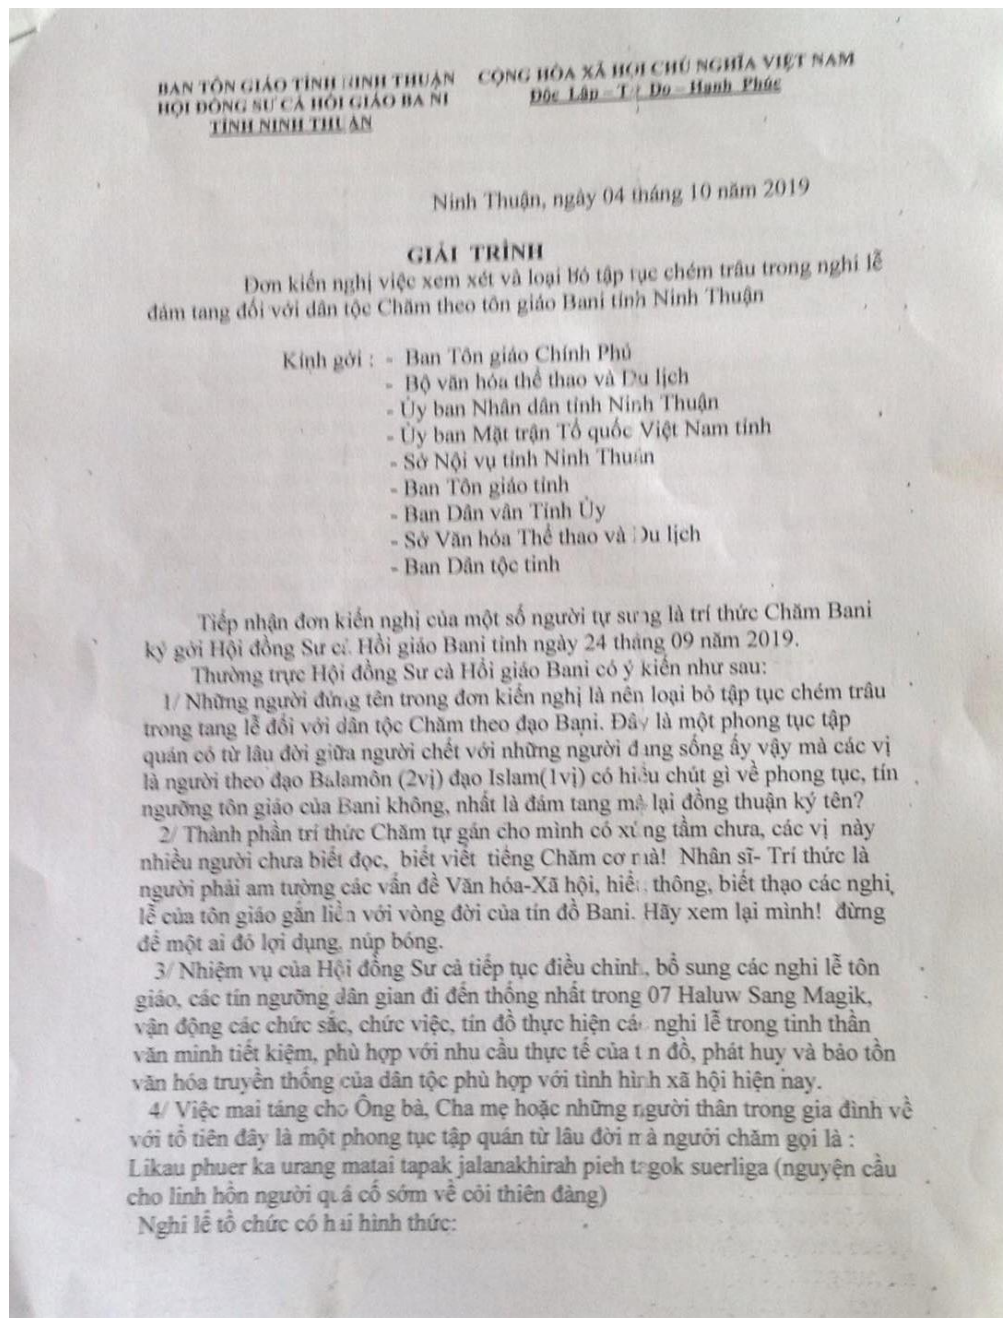 BAN TÔN GIÁO TỈNH NINH THUẬN
HỘI ĐỒNG SƯ CẢ HỒI GIÁO BA NI
TỈNH NINH THUẬN
CỘNG HÒA XÃ HỘI CHỦ NGHĨA VIỆT NAM
Độc Lập - Tự Do - Hạnh Phúc
Ninh Thuận, ngày 04 tháng 10 năm 2019
GIẢI TRÌNH
Đơn kiến nghị việc xem xét và loại bỏ tập tục chém trâu trong nghi lễ
đám tang đối với dân tộc Chăm theo tôn giáo Bani tỉnh Ninh Thuận
Kính gởi : - Ban Tôn giáo Chính Phủ
- Bộ văn hóa thể thao và Du lịch
- Ủy ban Nhân dân tỉnh Ninh Thuận
- Ủy ban Mặt trận Tổ quốc Việt Nam tỉnh
- Sở Nội vụ tỉnh Ninh Thuận
- Ban Tôn giáo tỉnh
- Ban Dân vân Tỉnh Ủy
- Sở Văn hóa Thể thao và Du lịch
- Ban Dân tộc tỉnh
Tiếp nhận đơn kiến nghị của một số người tự sưng là trí thức Chăm Bani
ký gởi Hội đồng Sư cả Hồi giáo Bani tỉnh ngày 24 tháng 09 năm 2019.
Thường trực Hội đồng Sư cả Hồi giáo Bani có ý kiến như sau:
1/ Những người đứng tên trong đơn kiến nghị là nên loại bỏ tập tục chém trâu
trong tang lễ đối với dân tộc Chăm theo đạo Bani. Đây là một phong tục tập
quán có từ lâu đời giữa người chết với những người đang sống ấy vậy mà các vị
là người theo đạo Balamôn (2vị) đạo Islam(1vị) có hiểu chút gì về phong tục, tín
ngưỡng tôn giáo của Bani không, nhất là đám tang mà lại đồng thuận ký tên?
2/ Thành phần trí thức Chăm tự gán cho mình có xứng tầm chưa, các vị này
nhiều người chưa biết đọc, biết viết tiếng Chăm cơ mà! Nhân sĩ- Trí thức là
người phải am tường các vấn đề Văn hóa-Xã hội, hiểu thông, biết thạo các nghi
lễ của tôn giáo gắn liền với vòng đời của tín đồ Bani. Hãy xem lại mình! đừng
để một ai đó lợi dụng, núp bóng.
3/ Nhiệm vụ của Hội đồng Sư cả tiếp tục điều chỉnh, bổ sung các nghi lễ tôn
giáo, các tín ngưỡng dân gian đi đến thống nhất trong 07 Haluw Sang Magik,
vận động các chức sắc, chức việc, tín đồ thực hiện các nghi lễ trong tinh thần
văn minh tiết kiệm, phù hợp với nhu cầu thực tế của tín đồ, phát huy và bảo tồn
văn hóa truyền thống của dân tộc phù hợp với tình hình xã hội hiện nay.
4/ Việc mai táng cho Ông bà, Cha mẹ hoặc những người thân trong gia đình về
với tổ tiên đây là một phong tục tập quán từ lâu đời mà người chăm gọi là :
Likau phuer ka urang matai tapak jalanakhirah pieh tagok suerliga (nguyện cầu
cho linh hồn người quá cố sớm về cõi thiên đàng)
Nghi lễ tổ chức có hai hình thức: